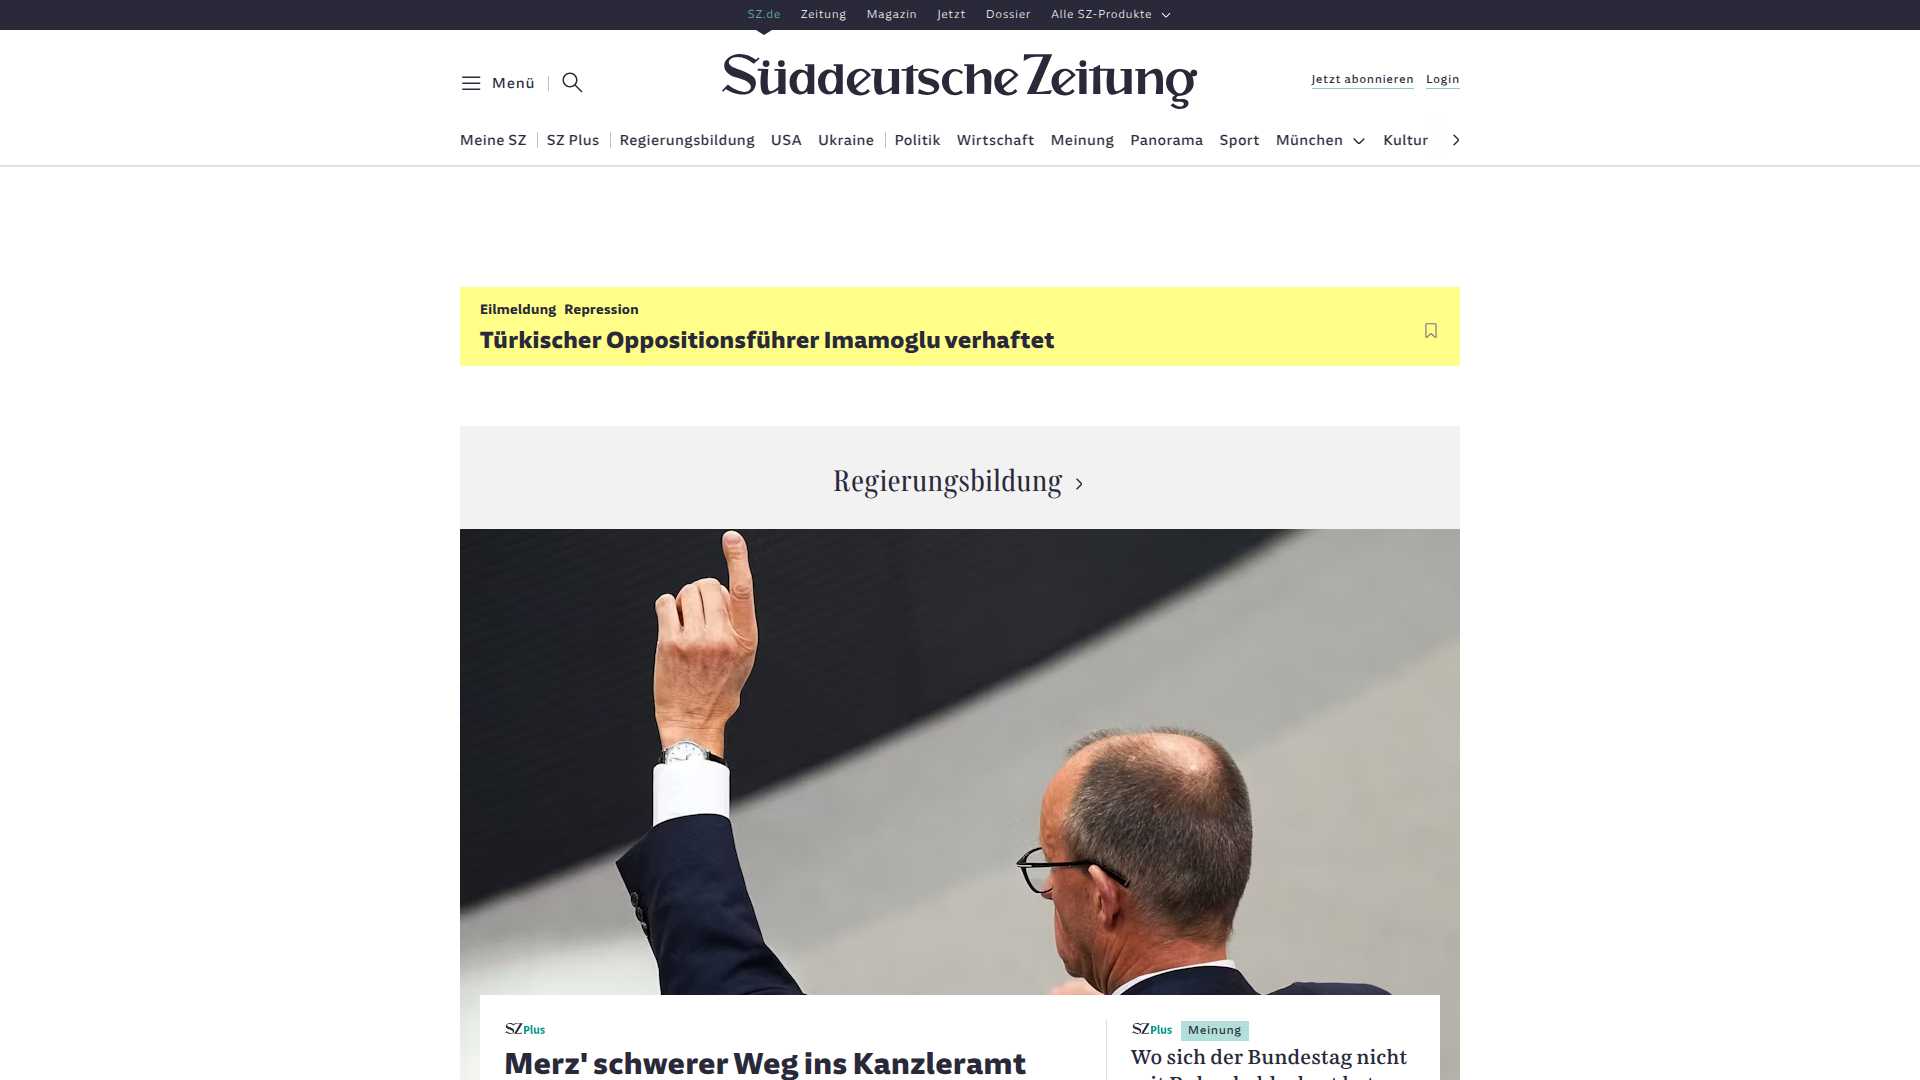 SZ.de Zeitung Magazin Jetzt Dossier Alle SZ-Produkte
Menü
Süddeutsche Zeitung
Jetzt abonnieren Login
Meine SZ SZ Plus Regierungsbildung USA Ukraine Politik Wirtschaft Meinung Panorama Sport München Kultur
Eilmeldung Repression
Türkischer Oppositionsführer Imamoglu verhaftet
Regierungsbildung
SZ Plus
Merz' schwerer Weg ins Kanzleramt
SZ Plus Meinung
Wo sich der Bundestag nicht